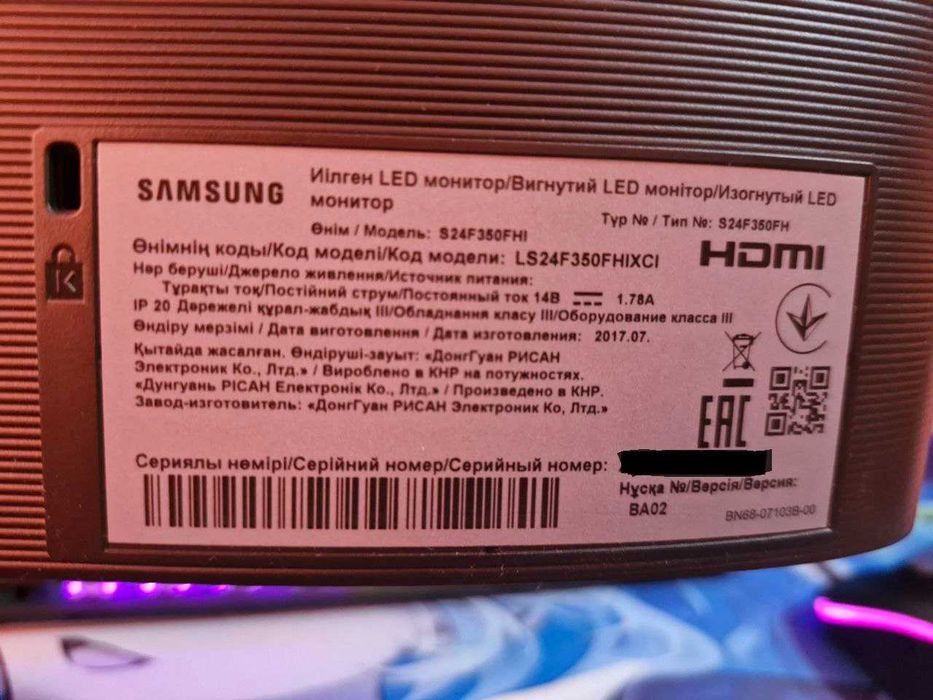 SAMSUNG
Иілген LED монитор/Вигнутий LED монітор/Изогнутый LED
монитор
Өнім / Модель: S24F350FHI
Түр № / Тип №: S24F350FH
Өнімнің коды/Код моделі/Код модели: LS24F350FHIXCI
HDMI
Нәр беруші/Джерело живлення/Источник питания:
Тұрақты тоқ/Постійний струм/Постоянный ток 14В 1.78A
IP 20 Дәрежелі құрал-жабдық III/Обладнання класу III/Оборудование класса III
Өндіру мерзімі / Дата виготовлення / Дата изготовления: 2017.07.
Қытайда жасалған. Өндіруші-зауыт: «ДонгГуан РИСАН
Электроник Ко., Лтд.» / Вироблено в КНР на потужностях.
«Дунгуань РІСАН Електронік Ко., Лтд.» / Произведено в КНР.
Завод-изготовитель: «ДонгГуан РИСАН Электроник Ко, Лтд.»
EAC
Сериялы нөмірі/Серійний номер/Серийный номер:
Нұсқа №/Версія/Версия:
BA02
BN68-07103B-00